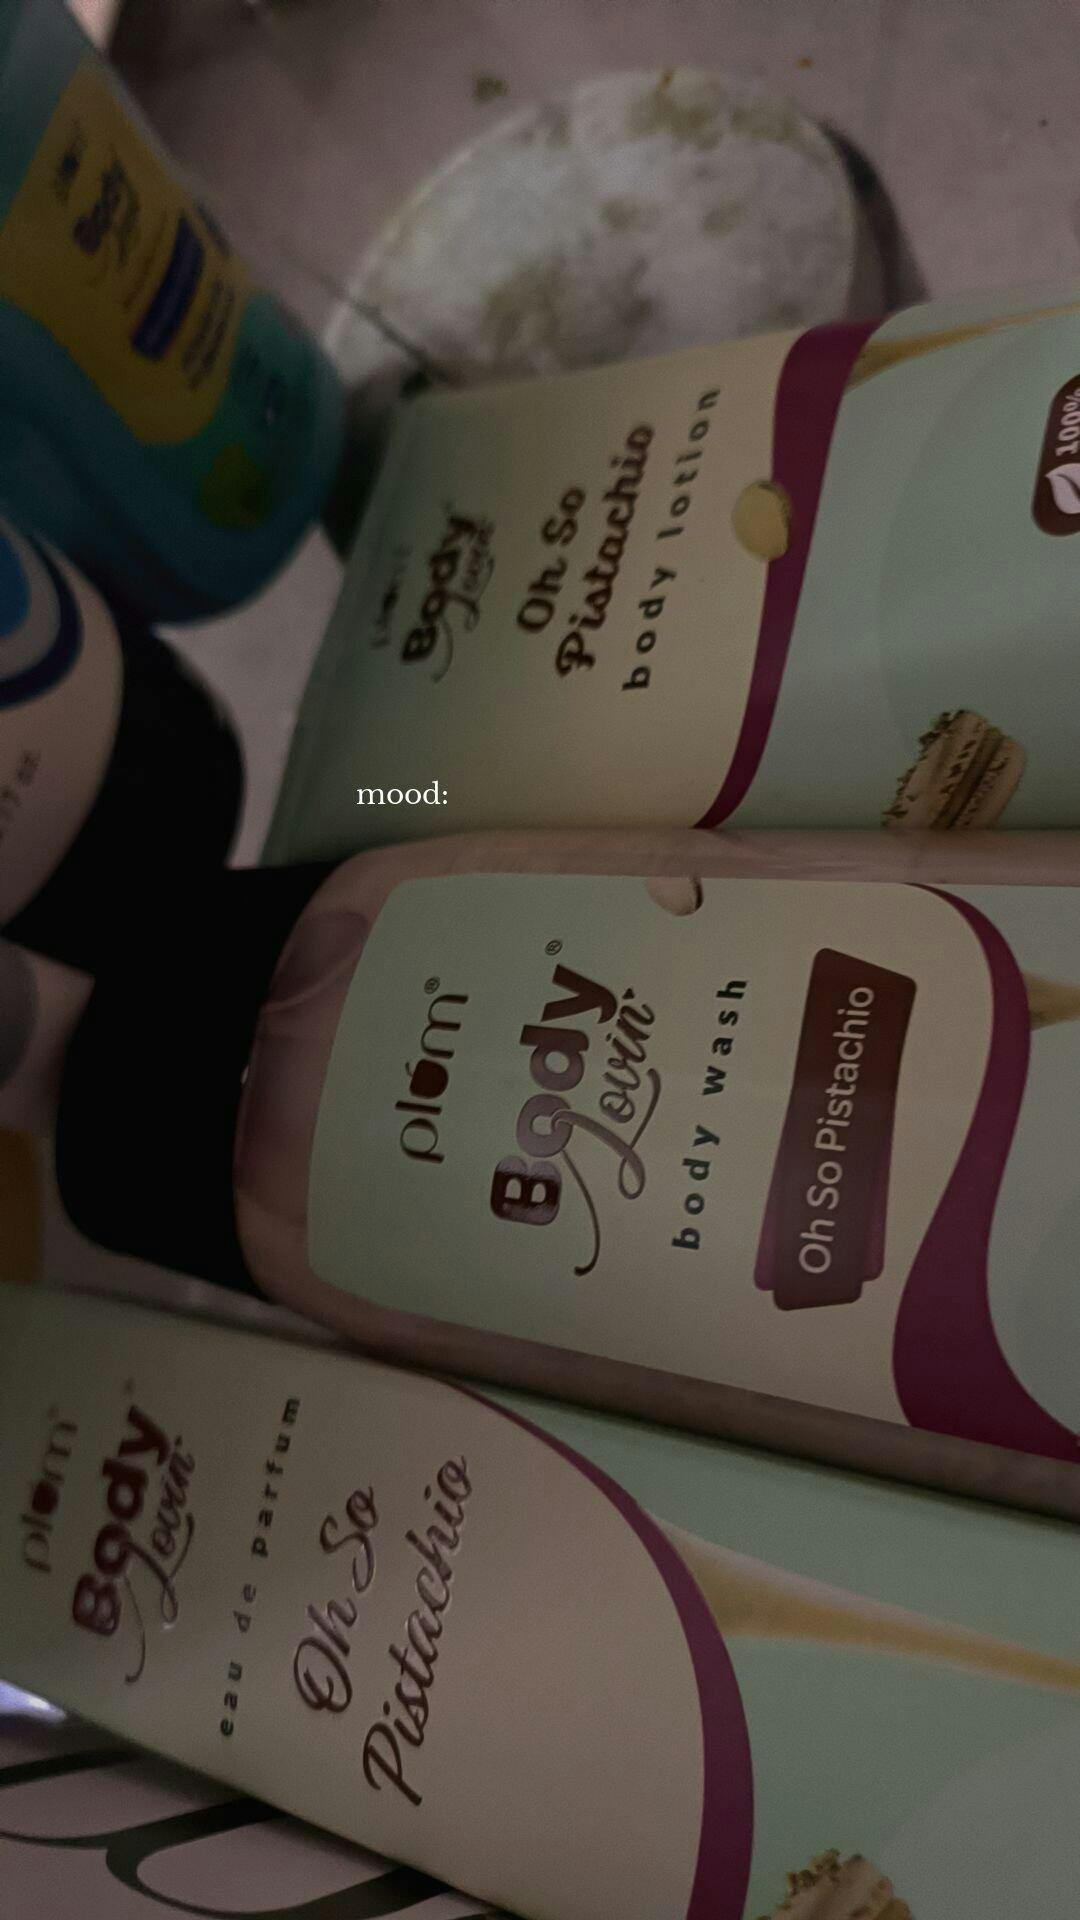 plum
Body
Lovin'
Oh So
Pistachio
body lotion
100%
mood:
plum®
Body®
Lovin'
body wash
Oh So Pistachio
plum
Body
Lovin'
eau de parfum
Oh So
Pistachio